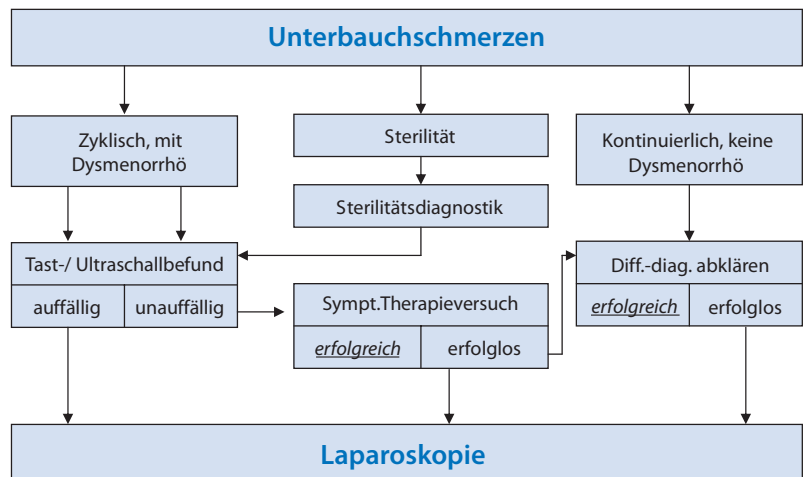 Unterbauchschmerzen
Zyklisch, mit
Dysmenorrhö
Sterilität
Kontinuierlich, keine
Dysmenorrhö
Sterilitätsdiagnostik
Tast-/ Ultraschallbefund
auffällig
unauffällig
Sympt.Therapieversuch
erfolgreich
erfolglos
Diff.-diag. abklären
erfolgreich
erfolglos
Laparoskopie